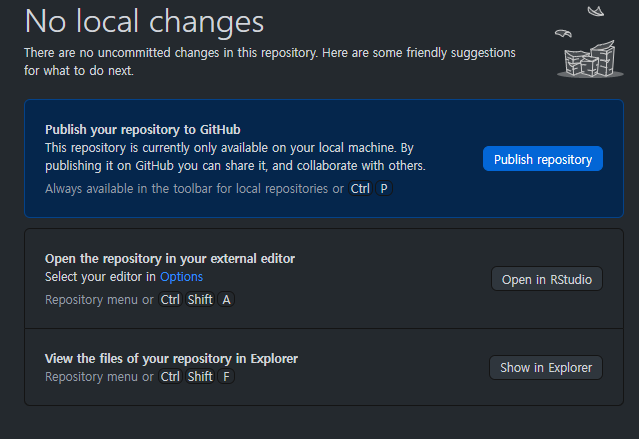 No local changes
There are no uncommitted changes in this repository. Here are some friendly suggestions
for what to do next.
Publish your repository to GitHub
This repository is currently only available on your local machine. By
publishing it on GitHub you can share it, and collaborate with others.
Always available in the toolbar for local repositories or Ctrl P
Publish repository
Open the repository in your external editor
Select your editor in Options
Repository menu or Ctrl Shift A
Open in RStudio
View the files of your repository in Explorer
Repository menu or Ctrl Shift F
Show in Explorer